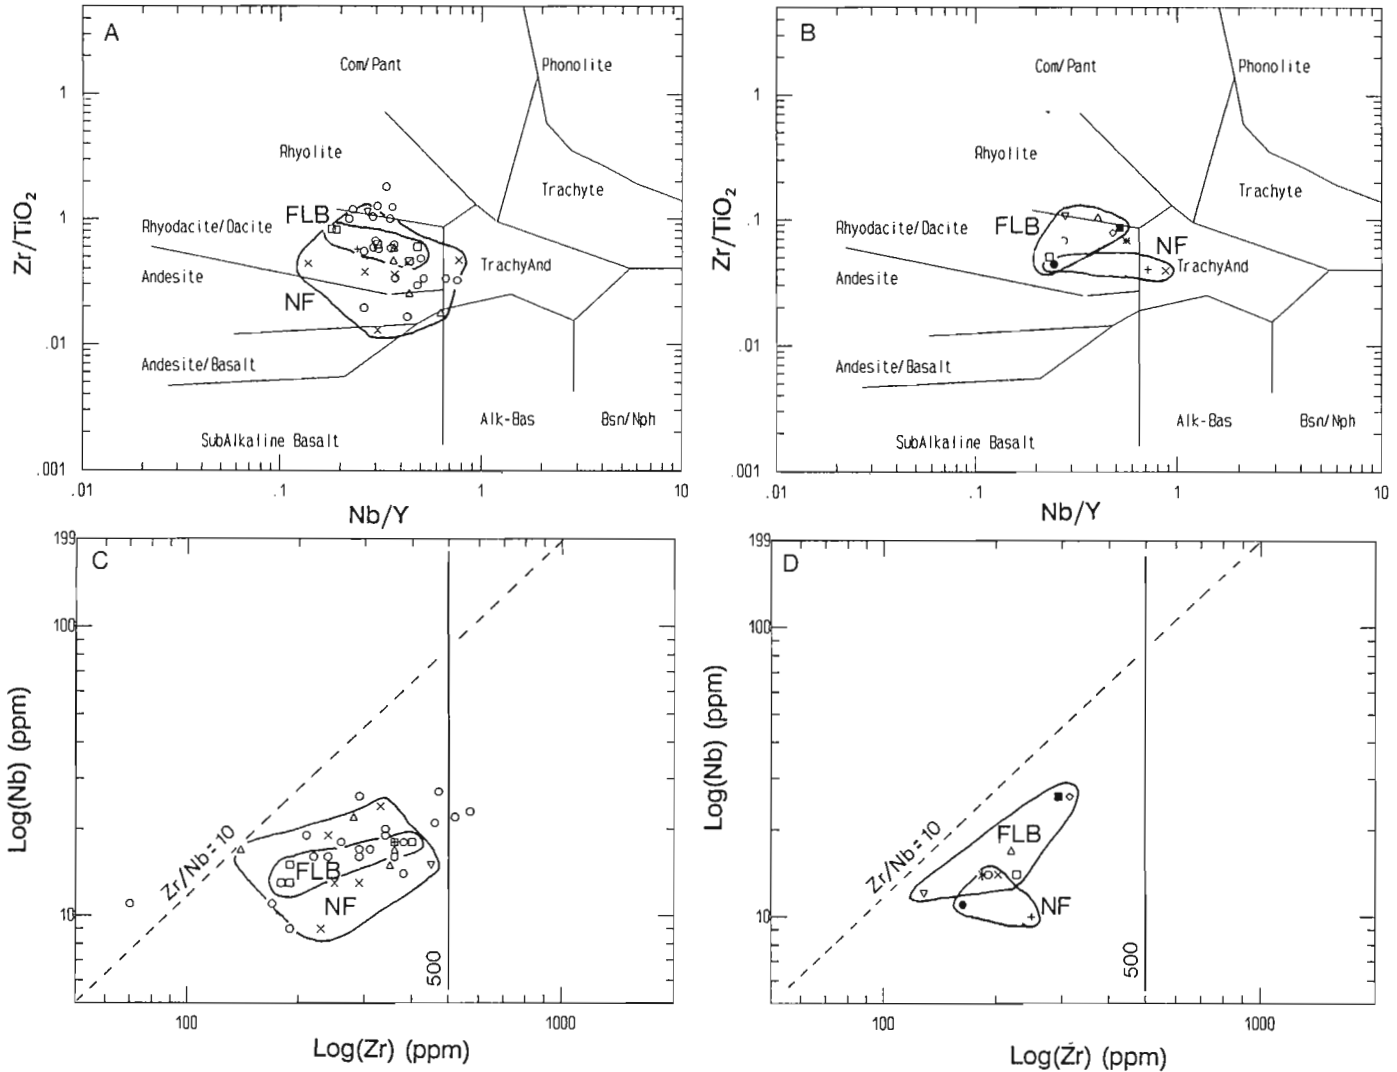 A
Com/Pant
Phonolite
1
Rhyolite
Trachyte
.1
FLB
Rhyodacite/Dacite
TrachyAnd
Andesite
NF
.01
Andesite/Basalt
Alk-Bas
Bsn/Nph
SubAlkaline Basalt
.001
.01
.1
1
10
Zr/TiO2
Nb/Y
B
Com/Pant
Phonolite
1
Rhyolite
Trachyte
.1
FLB
Rhyodacite/Dacite
NF
TrachyAnd
Andesite
.01
Andesite/Basalt
Alk-Bas
Bsn/Nph
SubAlkaline Basalt
.001
.01
.1
1
10
Zr/TiO2
Nb/Y
199
C
100
Zr/Nb=10
FLB
NF
10
500
100
1000
Log(Nb) (ppm)
Log(Zr) (ppm)
199
D
100
Zr/Nb=10
FLB
NF
10
500
100
1000
Log(Nb) (ppm)
Log(Zr) (ppm)